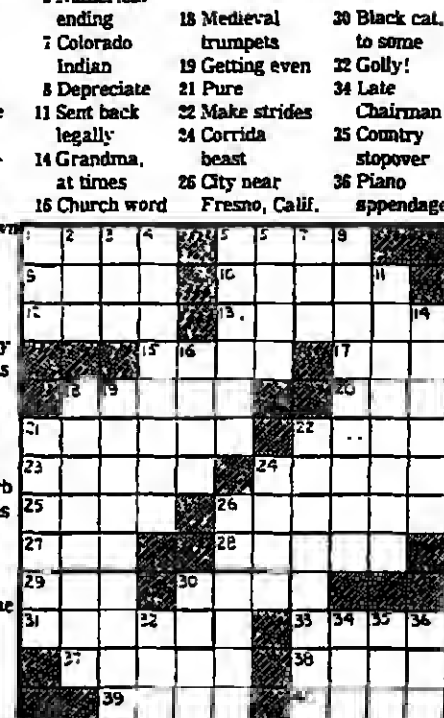 ending
7 Colorado
Indian
8 Depreciate
11 Sent back
legally
14 Grandma,
at times
16 Church word
18 Medieval
trumpets
19 Getting even
21 Pure
22 Make strides
24 Corrida
beast
26 City near
Fresno, Calif.
30 Black cat,
to some
32 Golly!
34 Late
Chairman
35 Country
stopover
36 Piano
appendage
1 2 3 4 5 6 7 8
9 10 11
12 13 14
15 16 17
18 19 20
21 22
23 24
25 26
27 28
29 30
31 32 33 34 35 36
37 38
39 40